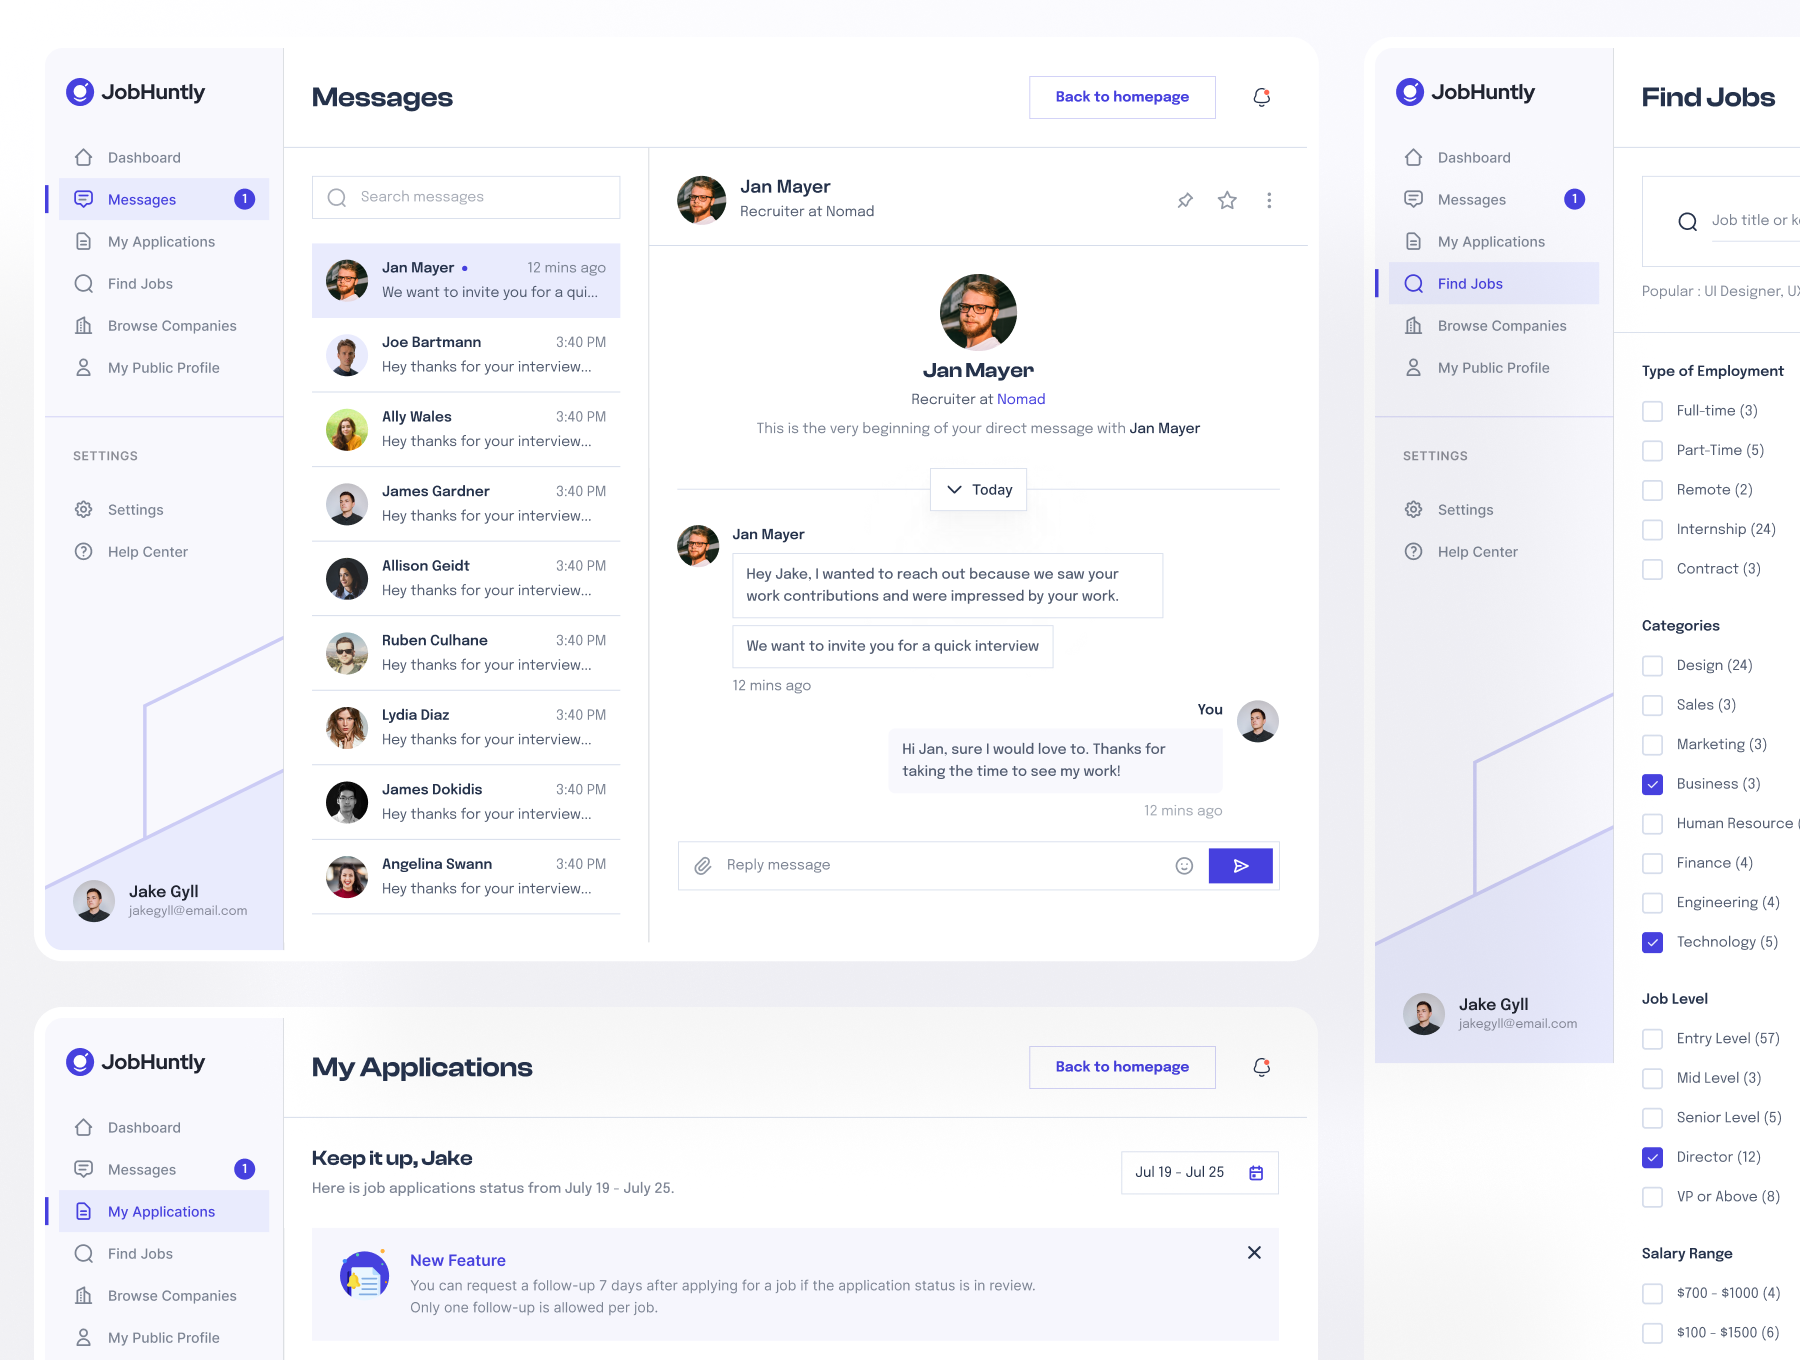 JobHuntly
Dashboard
Messages
1
My Applications
Find Jobs
Browse Companies
My Public Profile
SETTINGS
Settings
Help Center
Jake Gyll
jakegyll@email.com
Messages
Back to homepage
Search messages
Jan Mayer
12 mins ago
We want to invite you for a qui...
Joe Bartmann
3:40 PM
Hey thanks for your interview...
Ally Wales
3:40 PM
Hey thanks for your interview...
James Gardner
3:40 PM
Hey thanks for your interview...
Allison Geidt
3:40 PM
Hey thanks for your interview...
Ruben Culhane
3:40 PM
Hey thanks for your interview...
Lydia Diaz
3:40 PM
Hey thanks for your interview...
James Dokidis
3:40 PM
Hey thanks for your interview...
Angelina Swann
3:40 PM
Hey thanks for your interview...
Jan Mayer
Recruiter at Nomad
Jan Mayer
Recruiter at Nomad
This is the very beginning of your direct message with Jan Mayer
Today
Jan Mayer
Hey Jake, I wanted to reach out because we saw your
work contributions and were impressed by your work.
We want to invite you for a quick interview
12 mins ago
You
Hi Jan, sure I would love to. Thanks for
taking the time to see my work!
12 mins ago
Reply message
JobHuntly
Dashboard
Messages
1
My Applications
Find Jobs
Browse Companies
My Public Profile
My Applications
Back to homepage
Keep it up, Jake
Here is job applications status from July 19 - July 25.
Jul 19 - Jul 25
New Feature
You can request a follow-up 7 days after applying for a job if the application status is in review.
Only one follow-up is allowed per job.
JobHuntly
Dashboard
Messages
1
My Applications
Find Jobs
Browse Companies
My Public Profile
SETTINGS
Settings
Help Center
Jake Gyll
jakegyll@email.com
Find Jobs
Job title or k
Popular : UI Designer, UX
Type of Employment
Full-time (3)
Part-Time (5)
Remote (2)
Internship (24)
Contract (3)
Categories
Design (24)
Sales (3)
Marketing (3)
Business (3)
Human Resource (
Finance (4)
Engineering (4)
Technology (5)
Job Level
Entry Level (57)
Mid Level (3)
Senior Level (5)
Director (12)
VP or Above (8)
Salary Range
$700 - $1000 (4)
$100 - $1500 (6)